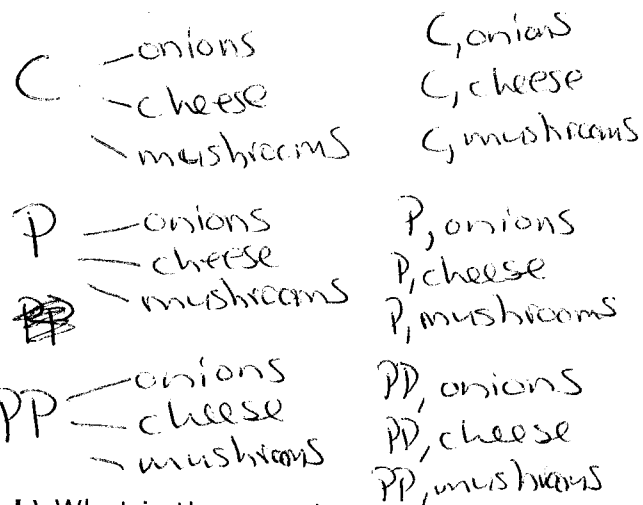 C onions C, onions
cheese C, cheese
mushrooms C, mushrooms
P onions P, onions
cheese P, cheese
mushrooms P, mushrooms
PP onions PP, onions
cheese PP, cheese
mushrooms PP, mushrooms
What is the